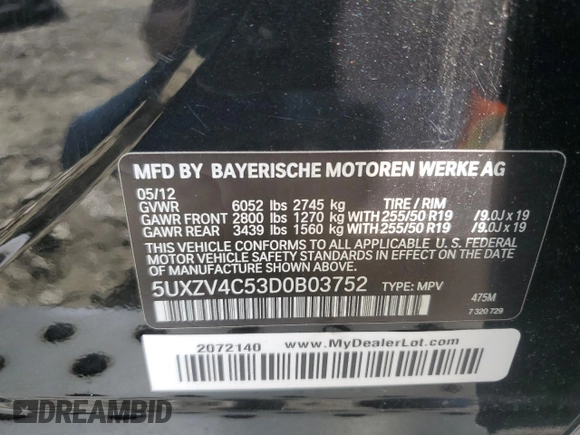 MFD BY BAYERISCHE MOTOREN WERKE AG
05/12
GVWR 6052 lbs 2745 kg TIRE / RIM
GAWR FRONT 2800 lbs 1270 kg WITH 255/50 R19 /9.0J x 19
GAWR REAR 3439 lbs 1560 kg WITH 255/50 R19 /9.0J x 19
THIS VEHICLE CONFORMS TO ALL APPLICABLE U.S. FEDERAL
MOTOR VEHICLE SAFETY STANDARDS IN EFFECT ON THE
DATE OF MANUFACTURE SHOWN ABOVE.
5UXZV4C53D0B03752 TYPE: MPV 475M
7 320 729
2072140 www.MyDealerLot.com
DREAMBID